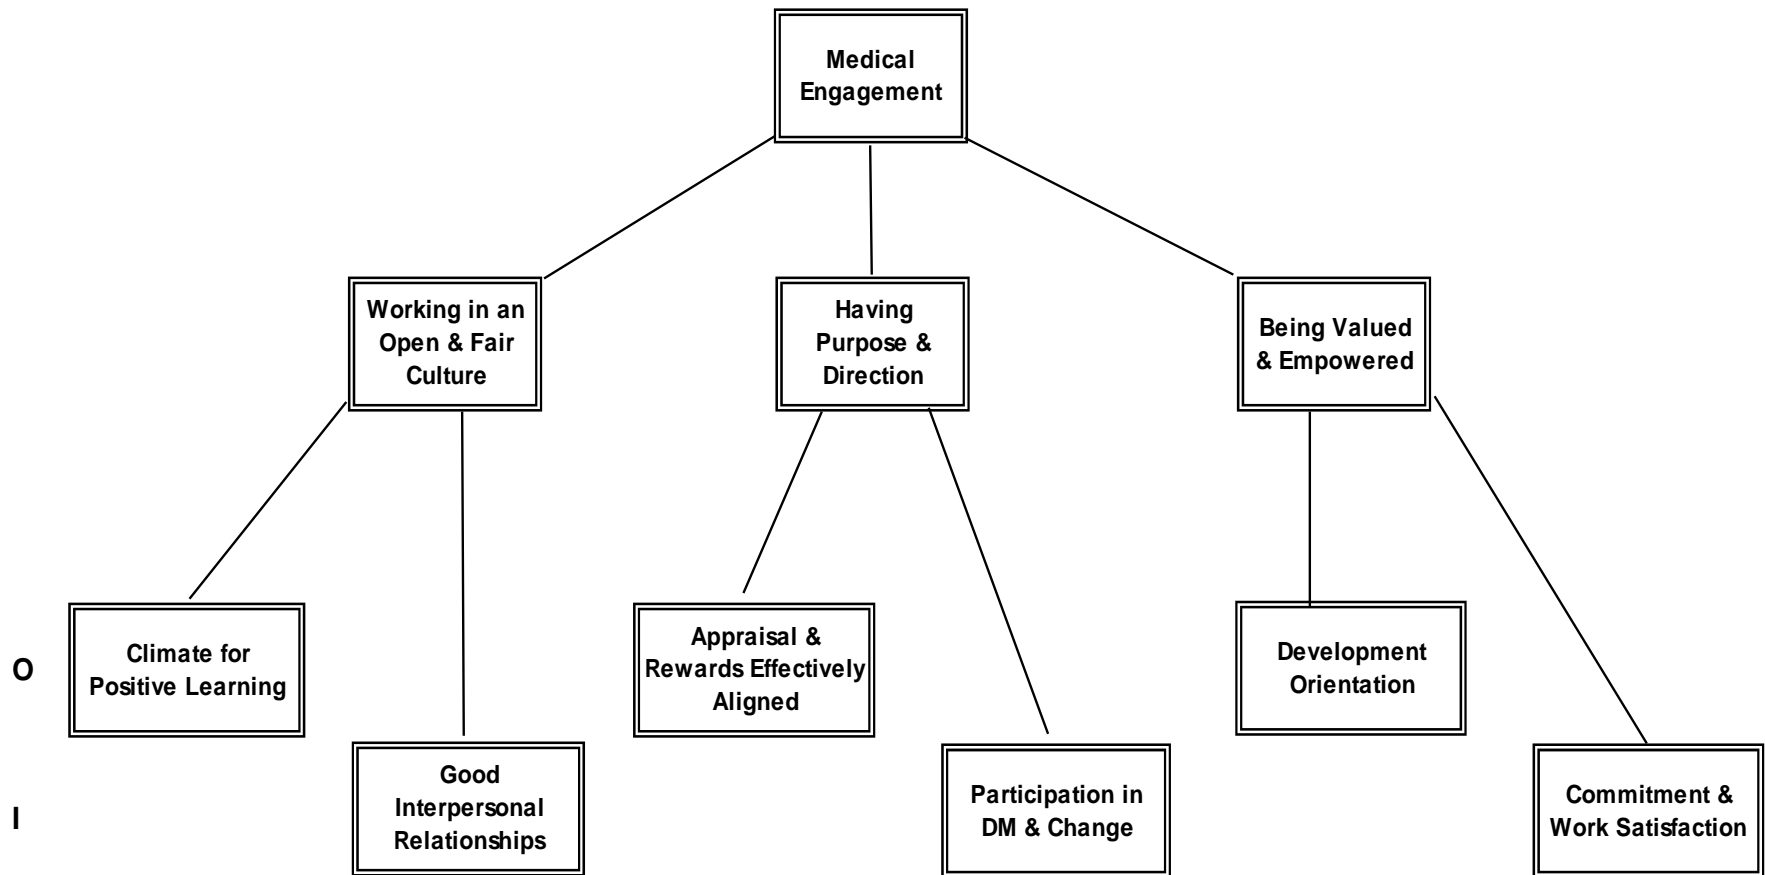 Medical
Engagement
Working in an
Open & Fair
Culture
Having
Purpose &
Direction
Being Valued
& Empowered
O
Climate for
Positive Learning
Appraisal &
Rewards Effectively
Aligned
Development
Orientation
I
Good
Interpersonal
Relationships
Participation in
DM & Change
Commitment &
Work Satisfaction